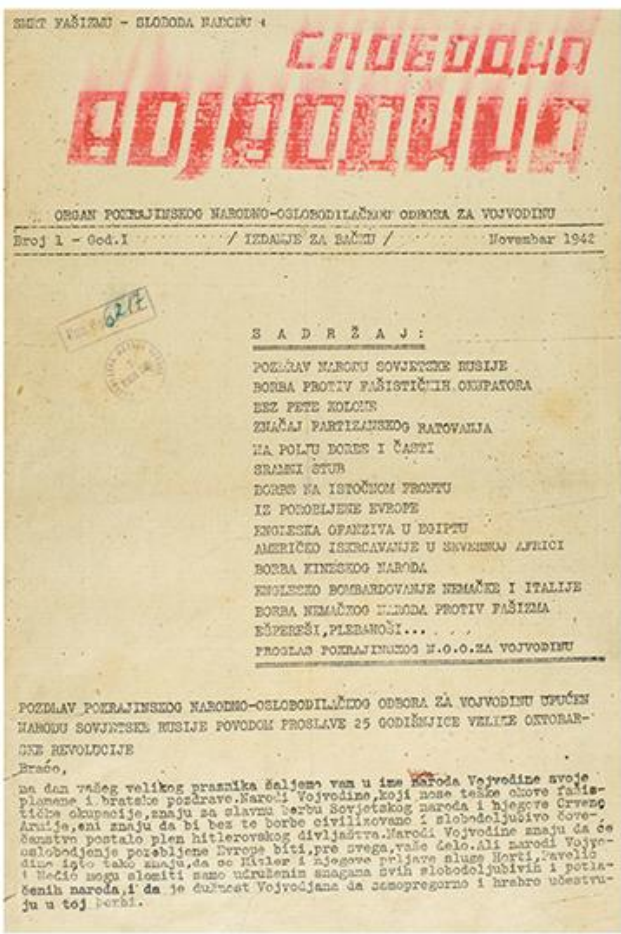 SMRT FAŠIZMU - SLOBODA NARODU
СЛОБОДНА
ВОЈВОДИНА
ORGAN POKRAJINSKOG NARODNO-OSLOBODILAČKOG ODBORA ZA VOJVODINU
Broj 1 - God.I / IZDANJE ZA BAČKU / Novembar 1942
6217
S A D R Ž A J :
POZDRAV NARODU SOVJETSKE RUSIJE
BORBA PROTIV FAŠISTIČKIH OKUPATORA
BEZ PETE KOLONE
ZNAČAJ PARTIZANSKOG RATOVANJA
NA POLJU BORBE I ČASTI
SRAMNI STUB
BORBE NA ISTOČNOM FRONTU
IZ POROBLJENE EVROPE
ENGLESKA OFANZIVA U EGIPTU
AMERIČKO ISKRCAVANJE U SEVERNOJ AFRICI
BORBA KINESKOG NARODA
ENGLESKO BOMBARDOVANJE NEMAČKE I ITALIJE
BORBA NEMAČKOG NARODA PROTIV FAŠIZMA
EŠPEREŠI,PLEBANOŠI...
PROGLAS POKRAJINSKOG N.O.O.ZA VOJVODINU
POZDRAV POKRAJINSKOG NARODNO-OSLOBODILAČKOG ODBORA ZA VOJVODINU UPUĆEN
NARODU SOVJETSKE RUSIJE POVODOM PROSLAVE 25 GODIŠNJICE VELIKE OKTOBAR-
SKE REVOLUCIJE
Braćo,
na dan vašeg velikog praznika šaljemo vam u ime naroda Vojvodine svoje
plamene i bratske pozdrave.Narodi Vojvodine,koji nose teške okove fašis-
tičke okupacije,znaju za slavnu borbu Sovjetskog naroda i njegove Crvene
Armije,oni znaju da bi bez te borbe civilizovano i slobodoljubivo čove-
čanstvo postalo plen hitlerovskog divljaštva.Narodi Vojvodine znaju da će
oslobodjenje porobljene Evrope biti,pre svega,vaše delo.Ali narodi Vojvo-
dine isto tako znaju,da se Hitler i njegove prljave sluge Horti,Pavelić
i Nedić mogu slomiti samo udruženim snagama svih slobodoljubivih i potla-
čenih naroda,i da je dužnost Vojvodjana da samopregorno i hrabro učestvu-
ju u toj borbi.